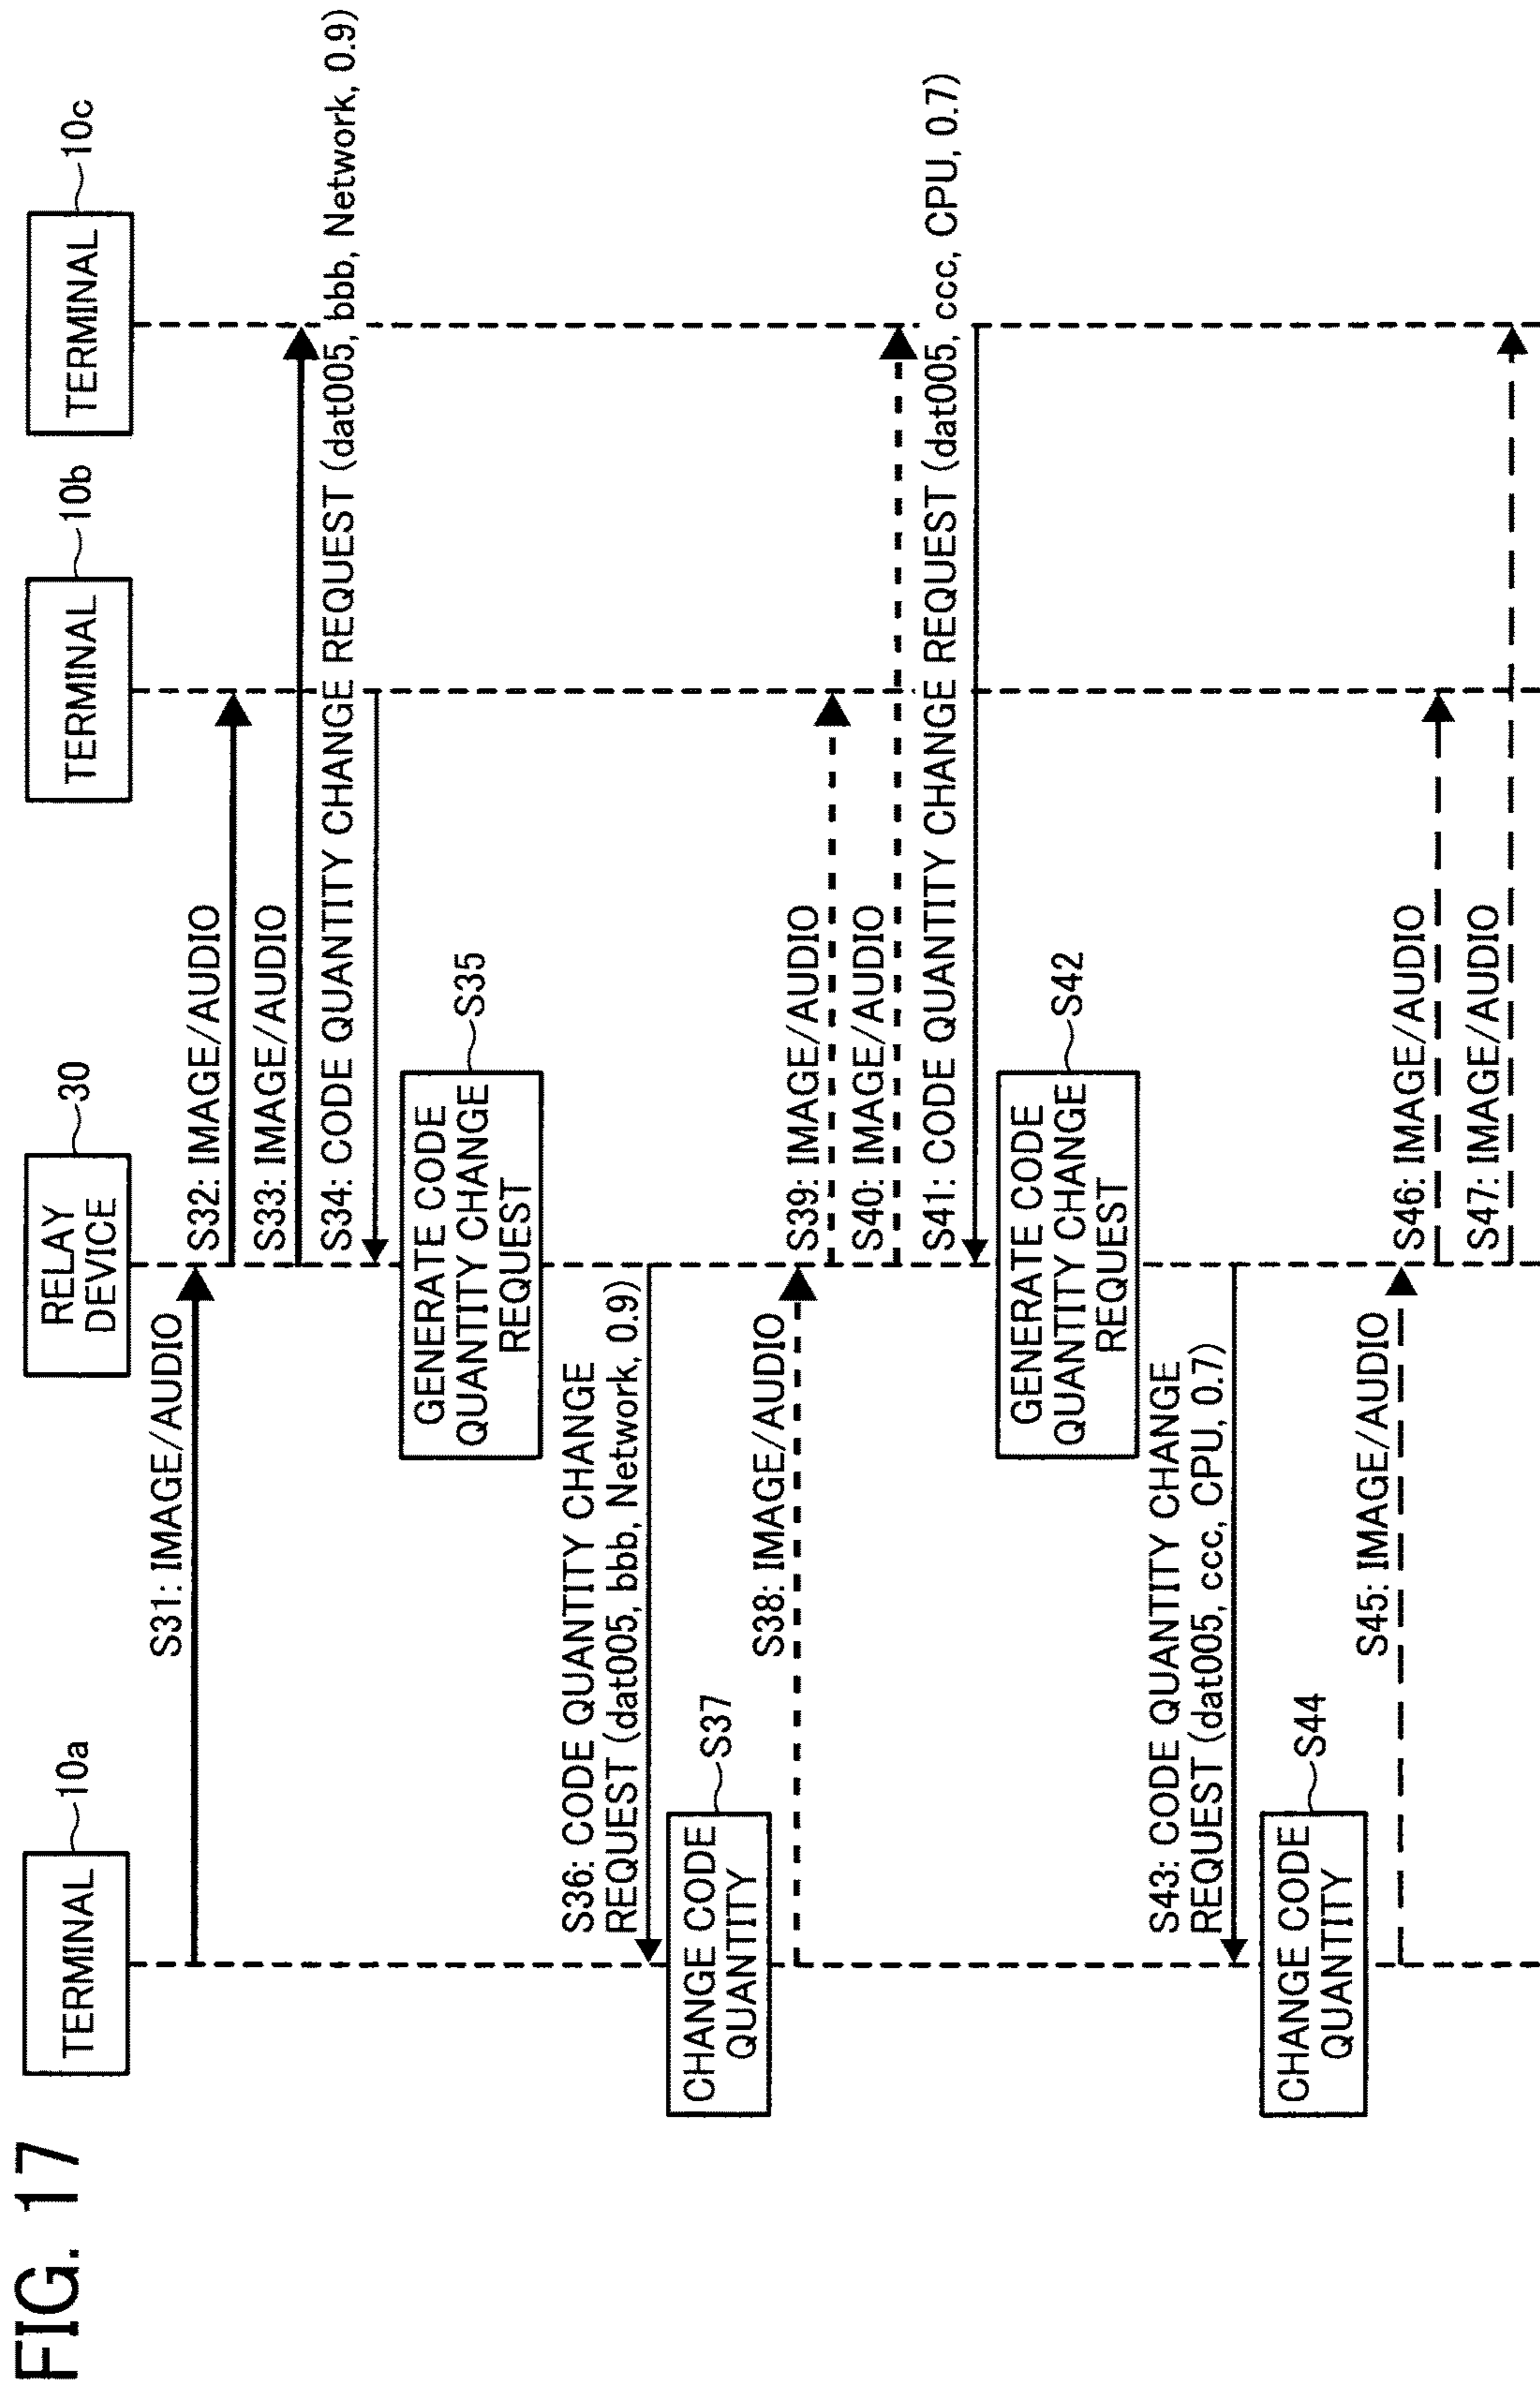 FIG. 17
TERMINAL
10a
RELAY
DEVICE
30
TERMINAL
10b
TERMINAL
10c
S31: IMAGE/AUDIO
S32: IMAGE/AUDIO
S33: IMAGE/AUDIO
S34: CODE QUANTITY CHANGE REQUEST (dat005, bbb, Network, 0.9)
GENERATE CODE
QUANTITY CHANGE
REQUEST
S35
S36: CODE QUANTITY CHANGE
REQUEST (dat005, bbb, Network, 0.9)
CHANGE CODE
QUANTITY
S37
S38: IMAGE/AUDIO
S39: IMAGE/AUDIO
S40: IMAGE/AUDIO
S41: CODE QUANTITY CHANGE REQUEST (dat005, ccc, CPU, 0.7)
GENERATE CODE
QUANTITY CHANGE
REQUEST
S42
S43: CODE QUANTITY CHANGE
REQUEST (dat005, ccc, CPU, 0.7)
CHANGE CODE
QUANTITY
S44
S45: IMAGE/AUDIO
S46: IMAGE/AUDIO
S47: IMAGE/AUDIO